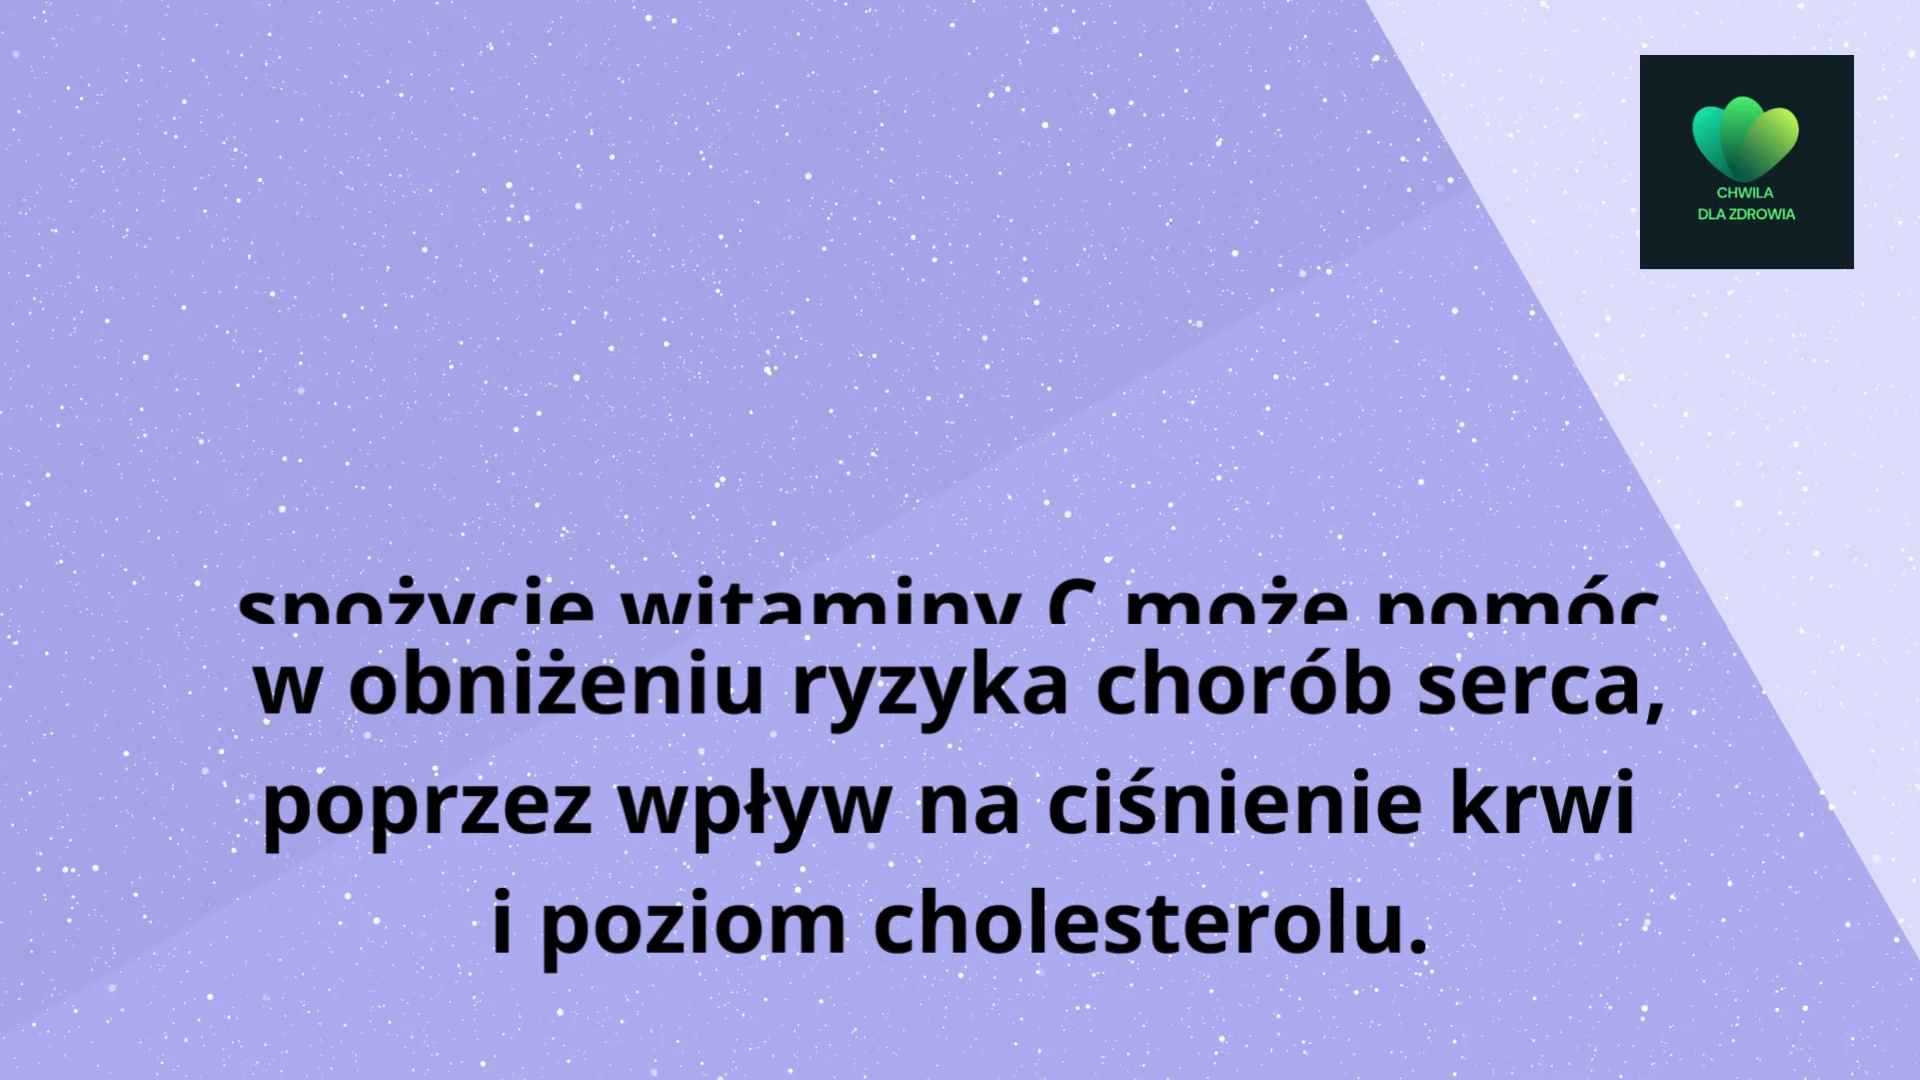 CHWILA
DLA ZDROWIA
spożycie witaminy C może pomóc
w obniżeniu ryzyka chorób serca,
poprzez wpływ na ciśnienie krwi
i poziom cholesterolu.